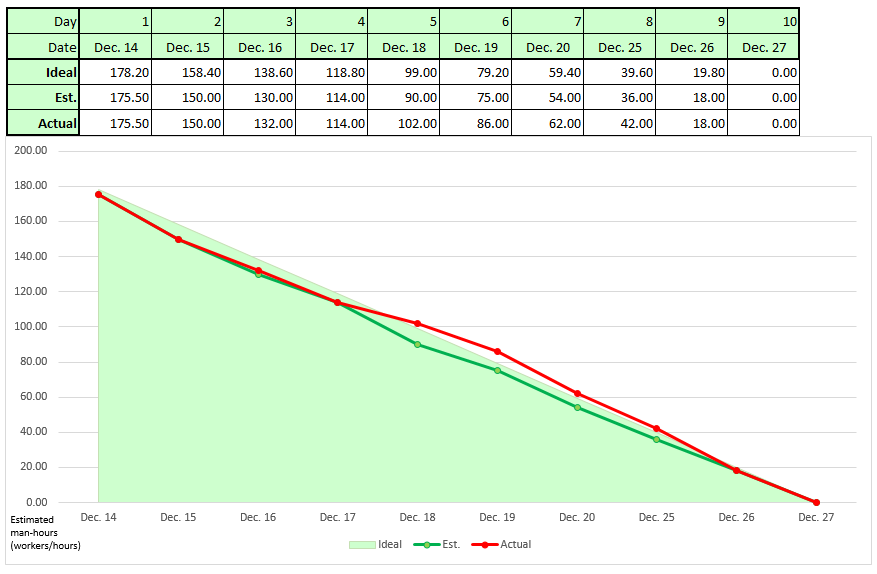 Day 1 2 3 4 5 6 7 8 9 10
Date Dec. 14 Dec. 15 Dec. 16 Dec. 17 Dec. 18 Dec. 19 Dec. 20 Dec. 25 Dec. 26 Dec. 27
Ideal 178.20 158.40 138.60 118.80 99.00 79.20 59.40 39.60 19.80 0.00
Est. 175.50 150.00 130.00 114.00 90.00 75.00 54.00 36.00 18.00 0.00
Actual 175.50 150.00 132.00 114.00 102.00 86.00 62.00 42.00 18.00 0.00
200.00
180.00
160.00
140.00
120.00
100.00
80.00
60.00
40.00
20.00
0.00
Dec. 14 Dec. 15 Dec. 16 Dec. 17 Dec. 18 Dec. 19 Dec. 20 Dec. 25 Dec. 26 Dec. 27
Estimated
man-hours
(workers/hours)
Ideal Est. Actual